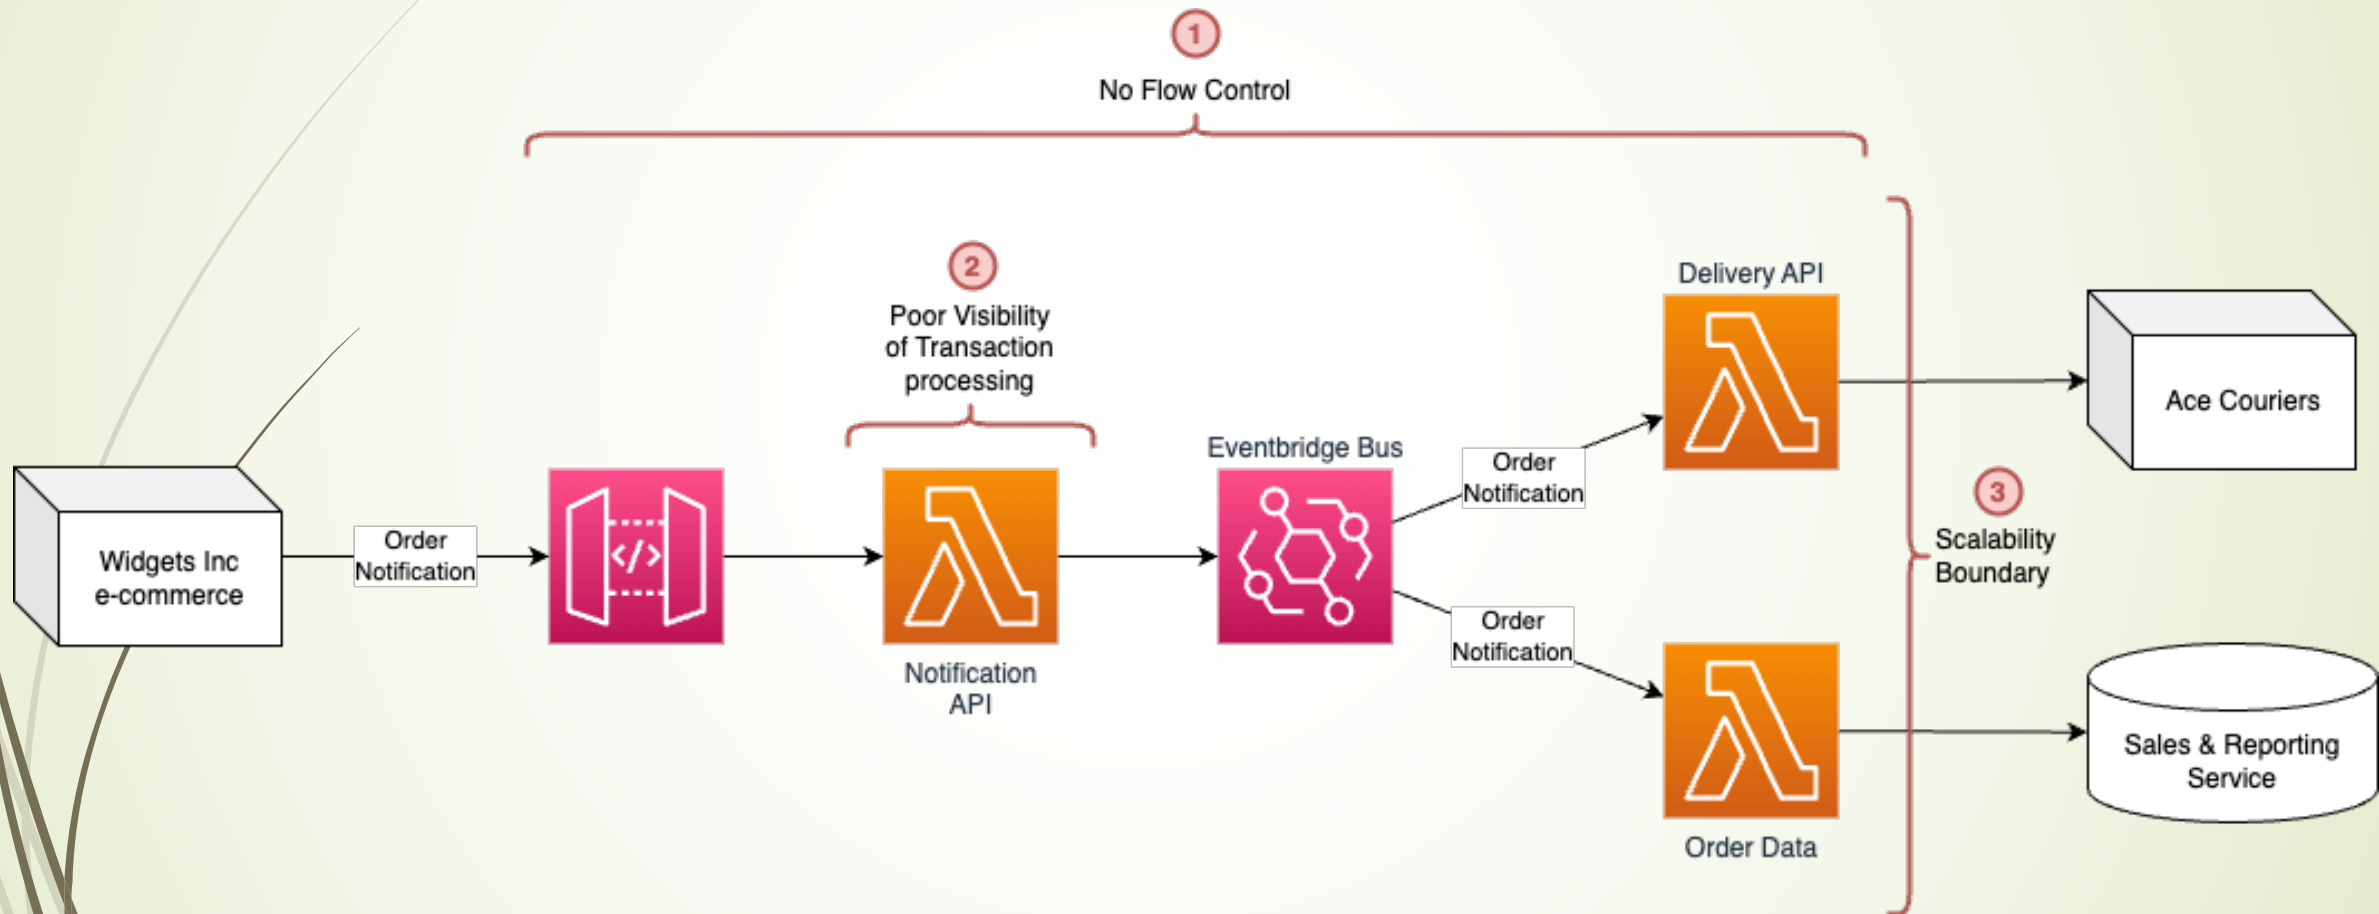 1
No Flow Control
2
Poor Visibility
of Transaction
processing
Delivery API
Eventbridge Bus
Order
Notification
Ace Couriers
3
Scalability
Boundary
Widgets Inc
e-commerce
Order
Notification
</>
Notification
API
Order
Notification
Order Data
Sales & Reporting
Service